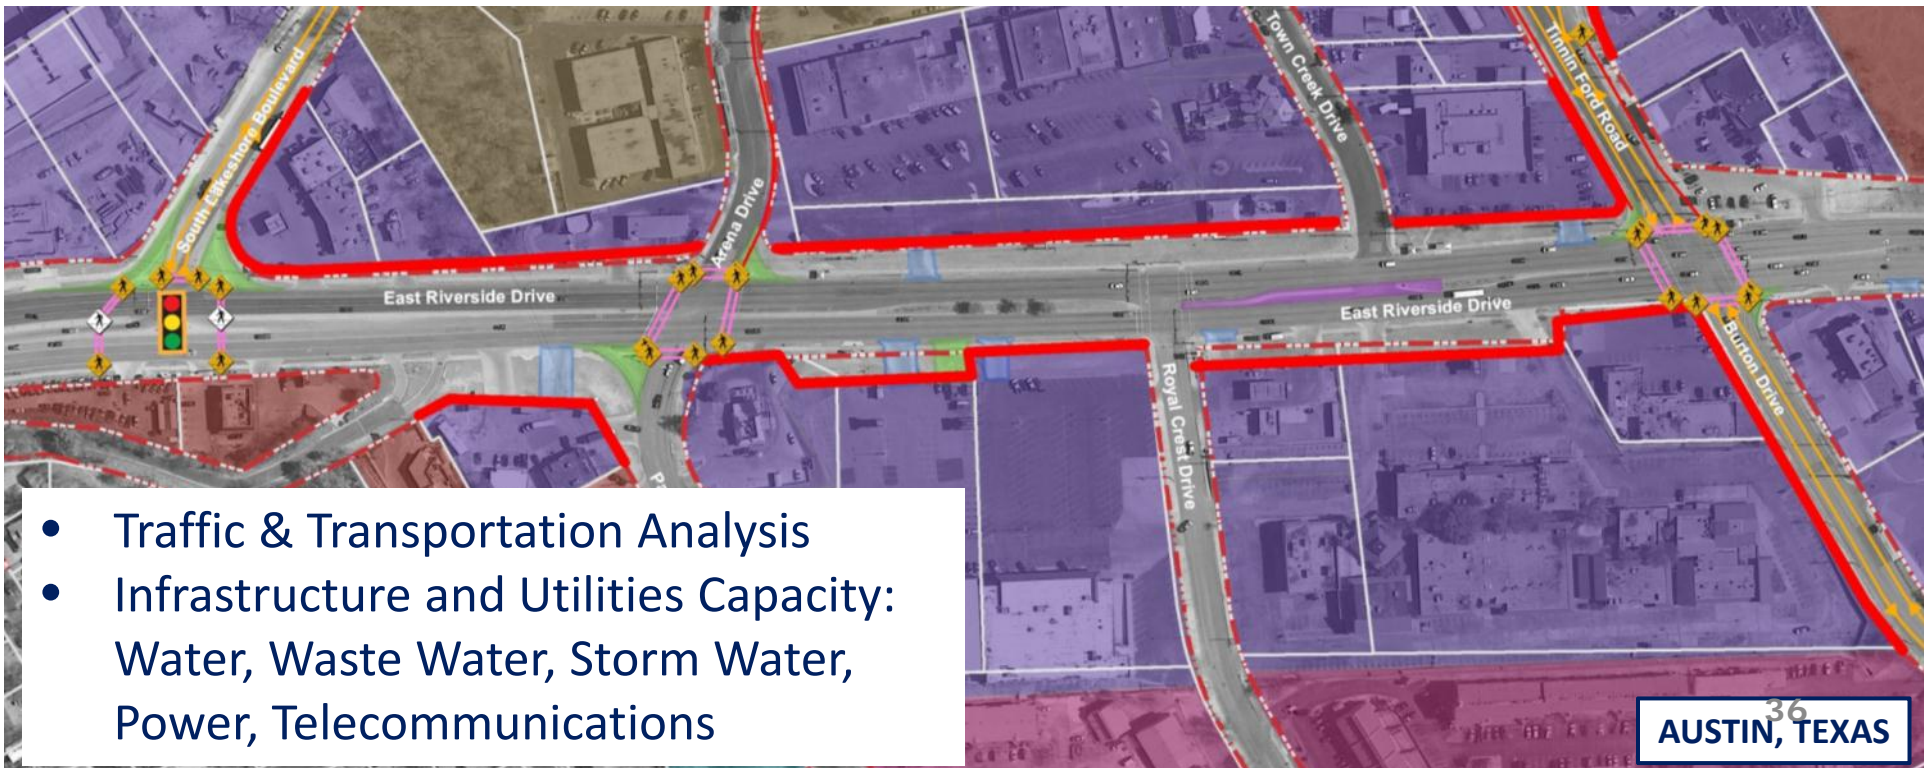 South Lakeshore Boulevard
Arena Drive
Town Creek Drive
Tinnin Ford Road
East Riverside Drive
East Riverside Drive
Royal Crest Drive
Burton Drive
Pa
• Traffic & Transportation Analysis
• Infrastructure and Utilities Capacity:
Water, Waste Water, Storm Water,
Power, Telecommunications
36
AUSTIN, TEXAS